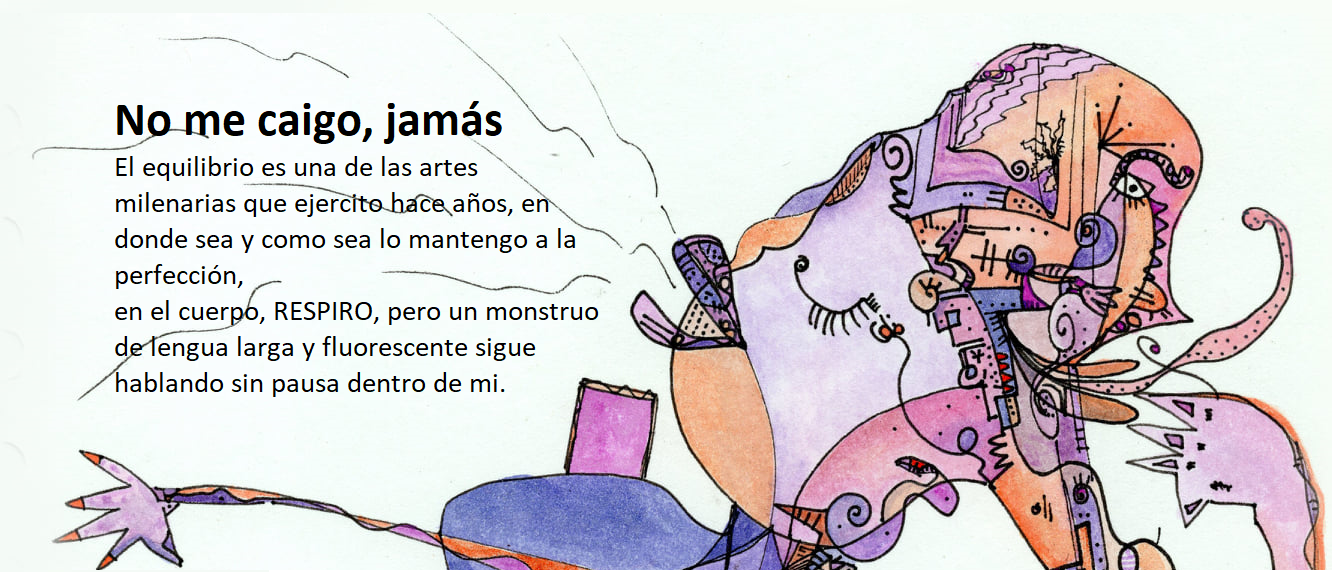 No me caigo, jamás
El equilibrio es una de las artes
milenarias que ejercito hace años, en
donde sea y como sea lo mantengo a la
perfección,
en el cuerpo, RESPIRO, pero un monstruo
de lengua larga y fluorescente sigue
hablando sin pausa dentro de mi.